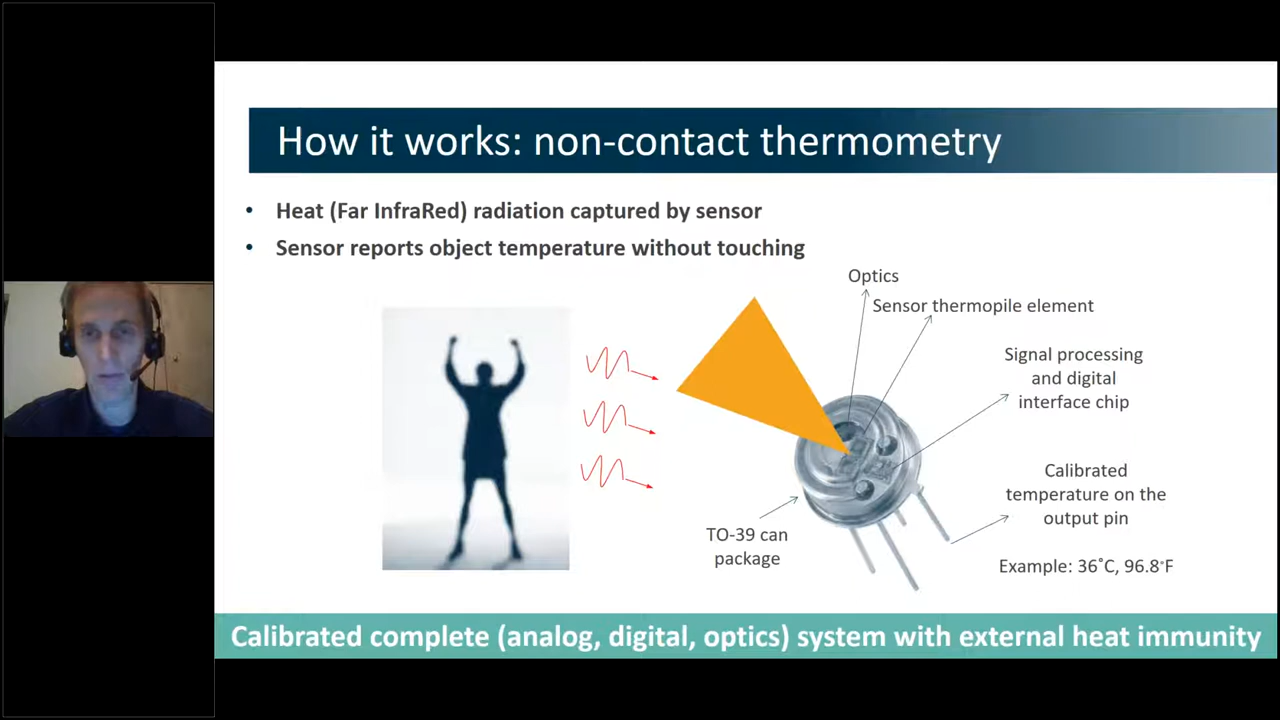 How it works: non-contact thermometry
• Heat (Far InfraRed) radiation captured by sensor
• Sensor reports object temperature without touching
Optics
Sensor thermopile element
Signal processing
and digital
interface chip
Calibrated
temperature on the
output pin
TO-39 can
package
Example: 36°C, 96.8°F
Calibrated complete (analog, digital, optics) system with external heat immunity